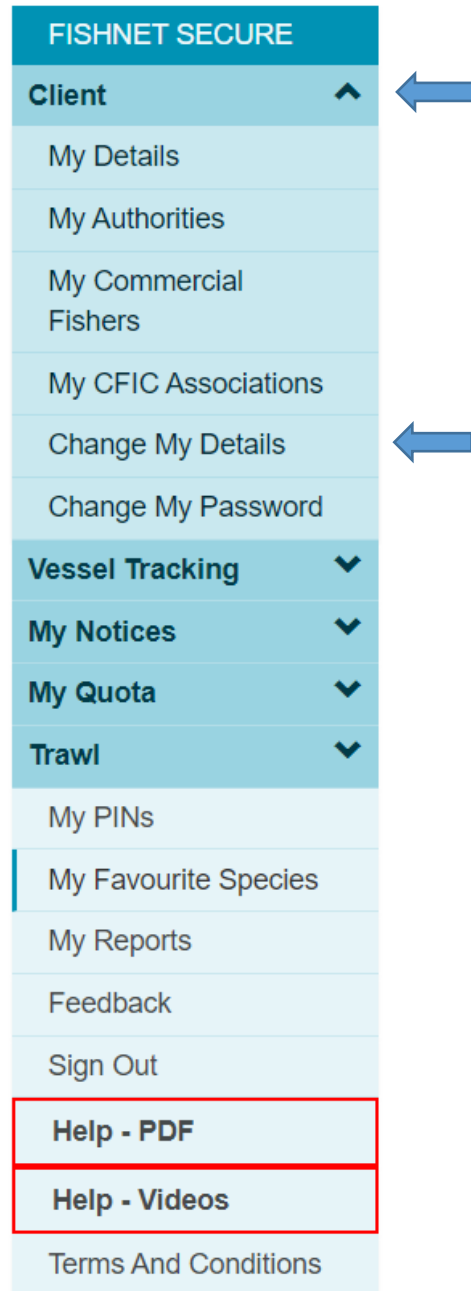 FISHNET SECURE
Client
My Details
My Authorities
My Commercial
Fishers
My CFIC Associations
Change My Details
Change My Password
Vessel Tracking
My Notices
My Quota
Trawl
My PINs
My Favourite Species
My Reports
Feedback
Sign Out
Help - PDF
Help - Videos
Terms And Conditions